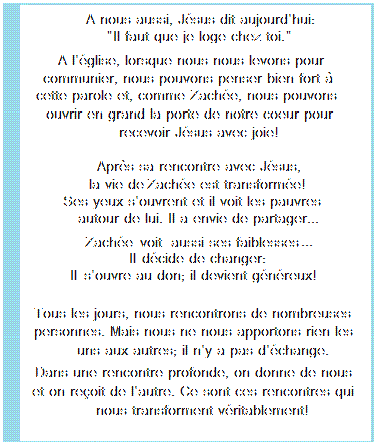 A nous aussi, Jésus dit aujourd'hui:
"Il faut que je loge chez toi."
A l'église, lorsque nous nous levons pour
communier, nous pouvons penser bien fort à
cette parole et, comme Zachée, nous pouvons
ouvrir en grand la porte de notre coeur pour
recevoir Jésus avec joie!
Après sa rencontre avec Jésus,
la vie de Zachée est transformée!
Ses yeux s'ouvrent et il voit les pauvres
autour de lui. Il a envie de partager...
Zachée voit aussi ses faiblesses...
Il décide de changer:
Il s'ouvre au don; il devient généreux!
Tous les jours, nous rencontrons de nombreuses
personnes. Mais nous ne nous apportons rien les
uns aux autres; il n'y a pas d'échange.
Dans une rencontre profonde, on donne de nous
et on reçoit de l'autre. Ce sont ces rencontres qui
nous transforment véritablement!